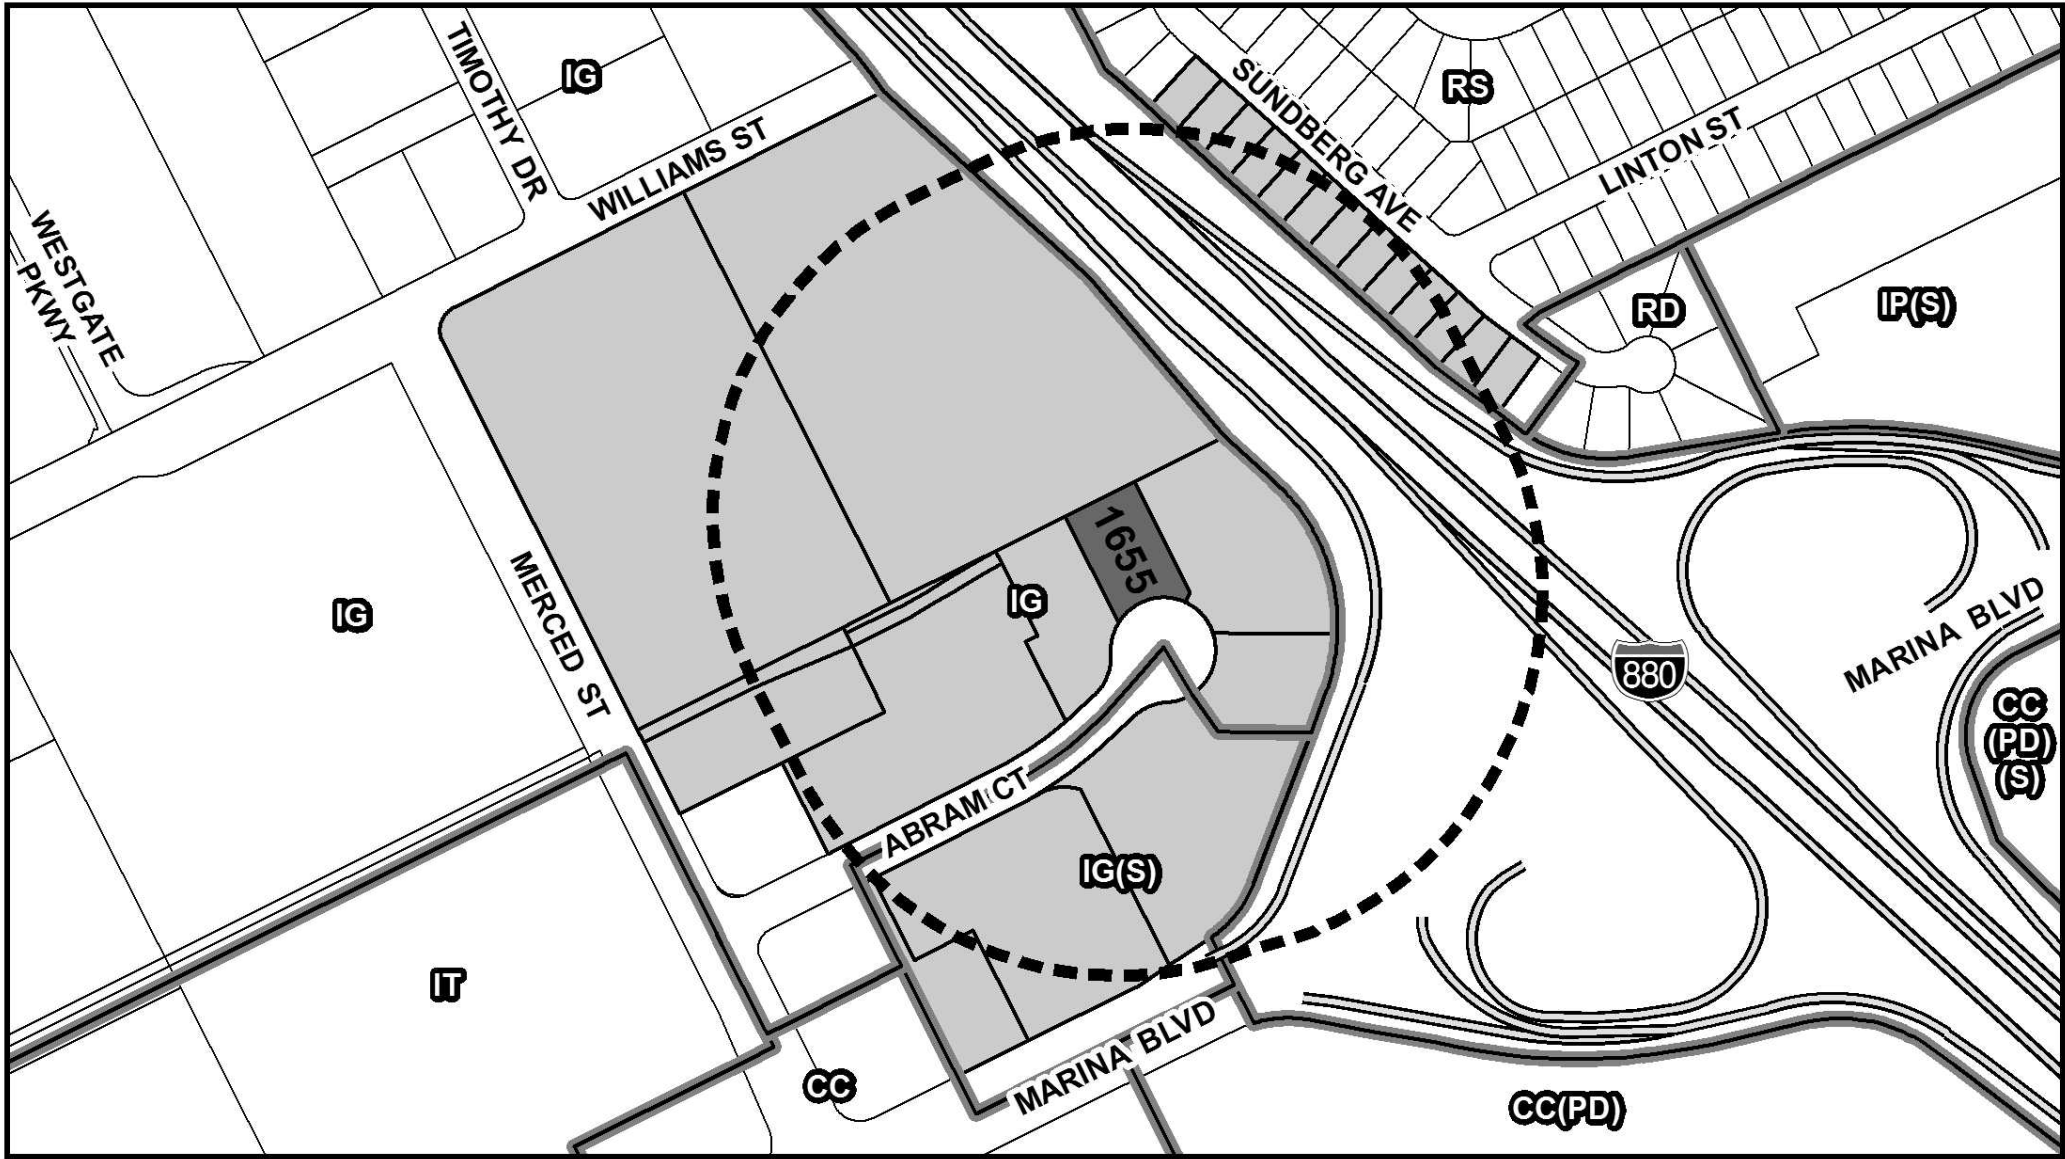 TIMOTHY DR
IG
RS
SUNDBERG AVE
LINTON ST
WILLIAMS ST
WESTGATE
PKWY
RD
IP(S)
1655
IG
IG
MERCED ST
880
MARINA BLVD
CC
(PD)
(S)
ABRAM CT
IG(S)
IT
CC
MARINA BLVD
CC(PD)